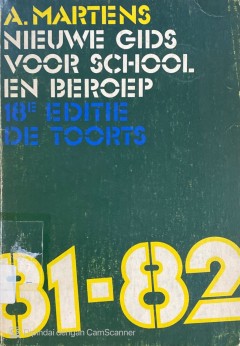 A. MARTENS
NIEUWE GIDS
VOOR SCHOOL
EN BEROEP
18E EDITIE
DE TOORTS
81-82
Dipindai dengan CamScanner